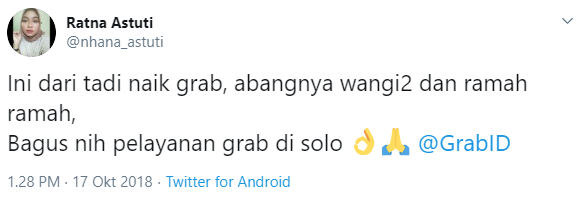 Ratna Astuti
@nhana_astuti
Ini dari tadi naik grab, abangnya wangi2 dan ramah
ramah,
Bagus nih pelayanan grab di solo 👌🙏 @GrabID
1.28 PM · 17 Okt 2018 · Twitter for Android